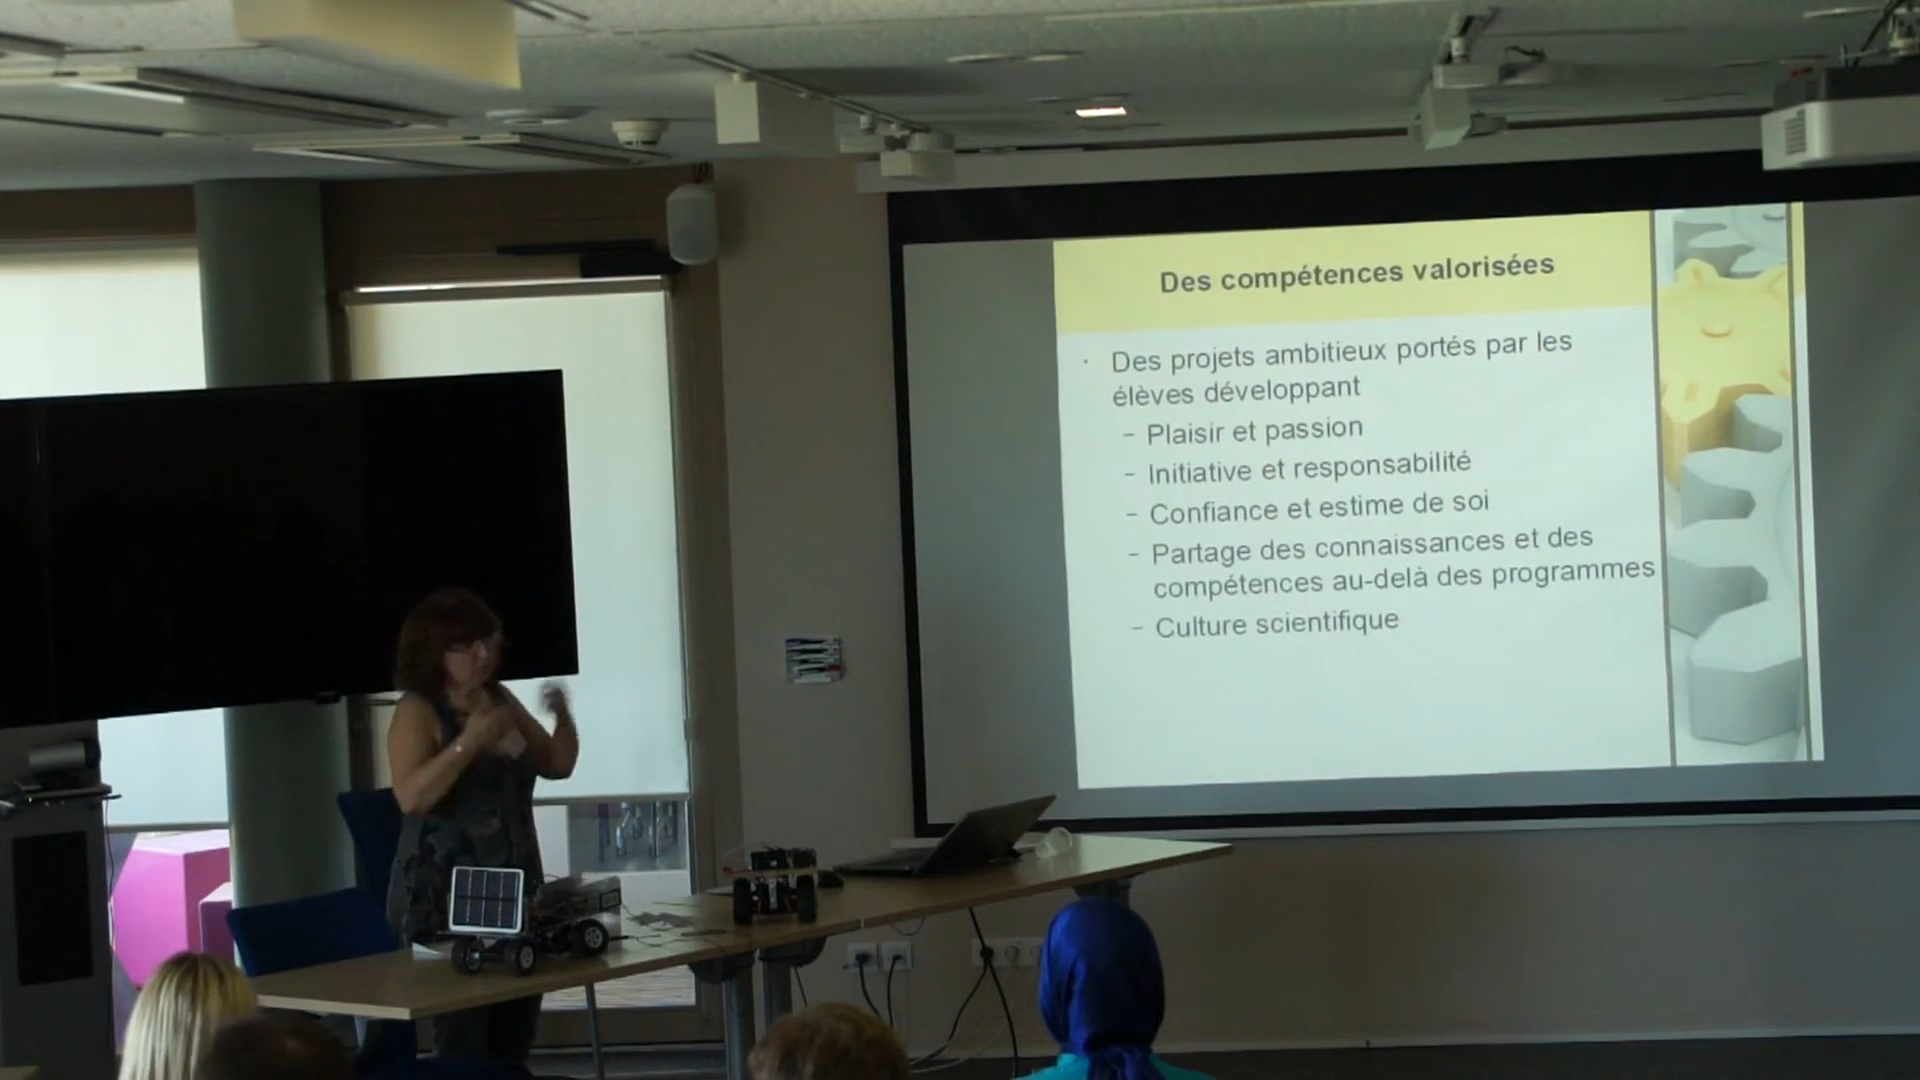 Des compétences valorisées
· Des projets ambitieux portés par les
élèves développant
– Plaisir et passion
– Initiative et responsabilité
– Confiance et estime de soi
– Partage des connaissances et des
compétences au-delà des programmes
– Culture scientifique